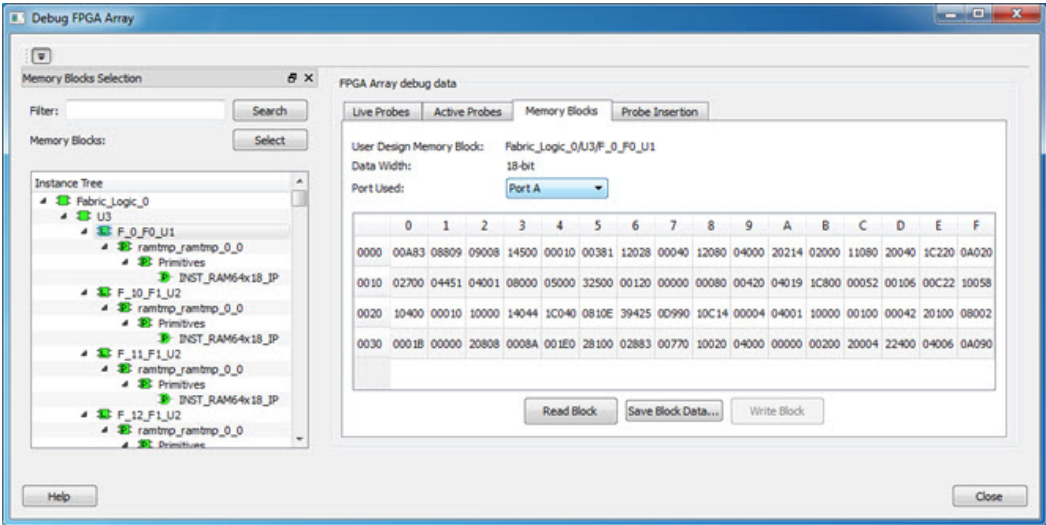 Debug FPGA Array
Memory Blocks Selection
Filter:
Search
Memory Blocks:
Select
Instance Tree
Fabric_Logic_0
U3
F_0_F0_U1
ramtmp_ramtmp_0_0
Primitives
INST_RAM64x18_IP
F_10_F1_U2
ramtmp_ramtmp_0_0
Primitives
INST_RAM64x18_IP
F_11_F1_U2
ramtmp_ramtmp_0_0
Primitives
INST_RAM64x18_IP
F_12_F1_U2
ramtmp_ramtmp_0_0
Primitives
FPGA Array debug data
Live Probes Active Probes Memory Blocks Probe Insertion
User Design Memory Block: Fabric_Logic_0/U3/F_0_F0_U1
Data Width: 18-bit
Port Used: Port A
0 1 2 3 4 5 6 7 8 9 A B C D E F
0000 00A83 08809 09008 14500 00010 00381 12028 00040 12080 04000 20214 02000 11080 20040 1C220 0A020
0010 02700 04451 04001 08000 05000 32500 00120 00000 00080 00420 04019 1C800 00052 00106 00C22 10058
0020 10400 00010 10000 14044 1C040 0810E 39425 0D990 10C14 00004 04001 10000 00100 00042 20100 08002
0030 0001B 00000 20808 0008A 001E0 28100 02883 00770 10020 04000 00000 00200 20004 22400 04006 0A090
Read Block Save Block Data... Write Block
Help Close